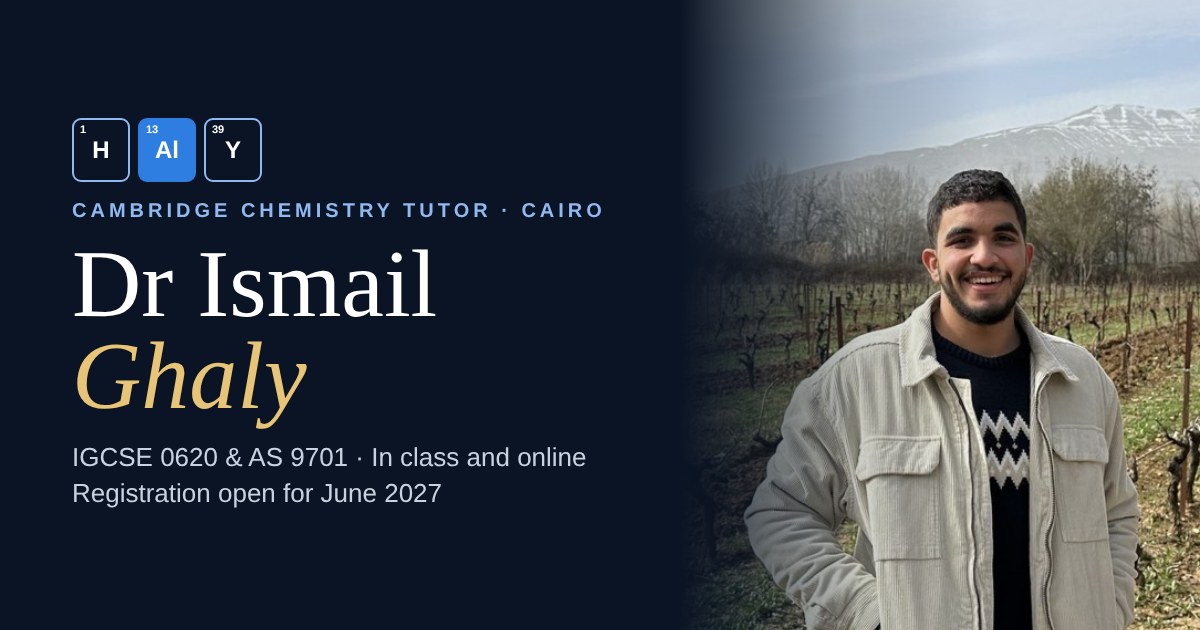 1 13 39
H Al Y
CAMBRIDGE CHEMISTRY TUTOR · CAIRO
Dr Ismail
Ghaly
IGCSE 0620 & AS 9701 · In class and online
Registration open for June 2027